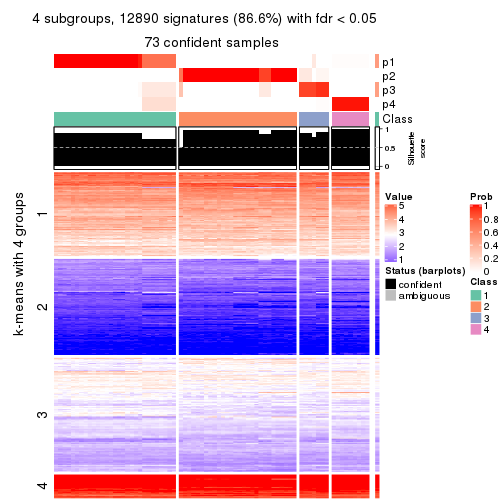 4 subgroups, 12890 signatures (86.6%) with fdr < 0.05
73 confident samples
p1
p2
p3
p4
Class
1
0.5
0
Silhouette
score
k-means with 4 groups
1
2
3
4
Value
5
4
3
2
1
Status (barplots)
confident
ambiguous
Prob
1
0.8
0.6
0.4
0.2
0
Class
1
2
3
4